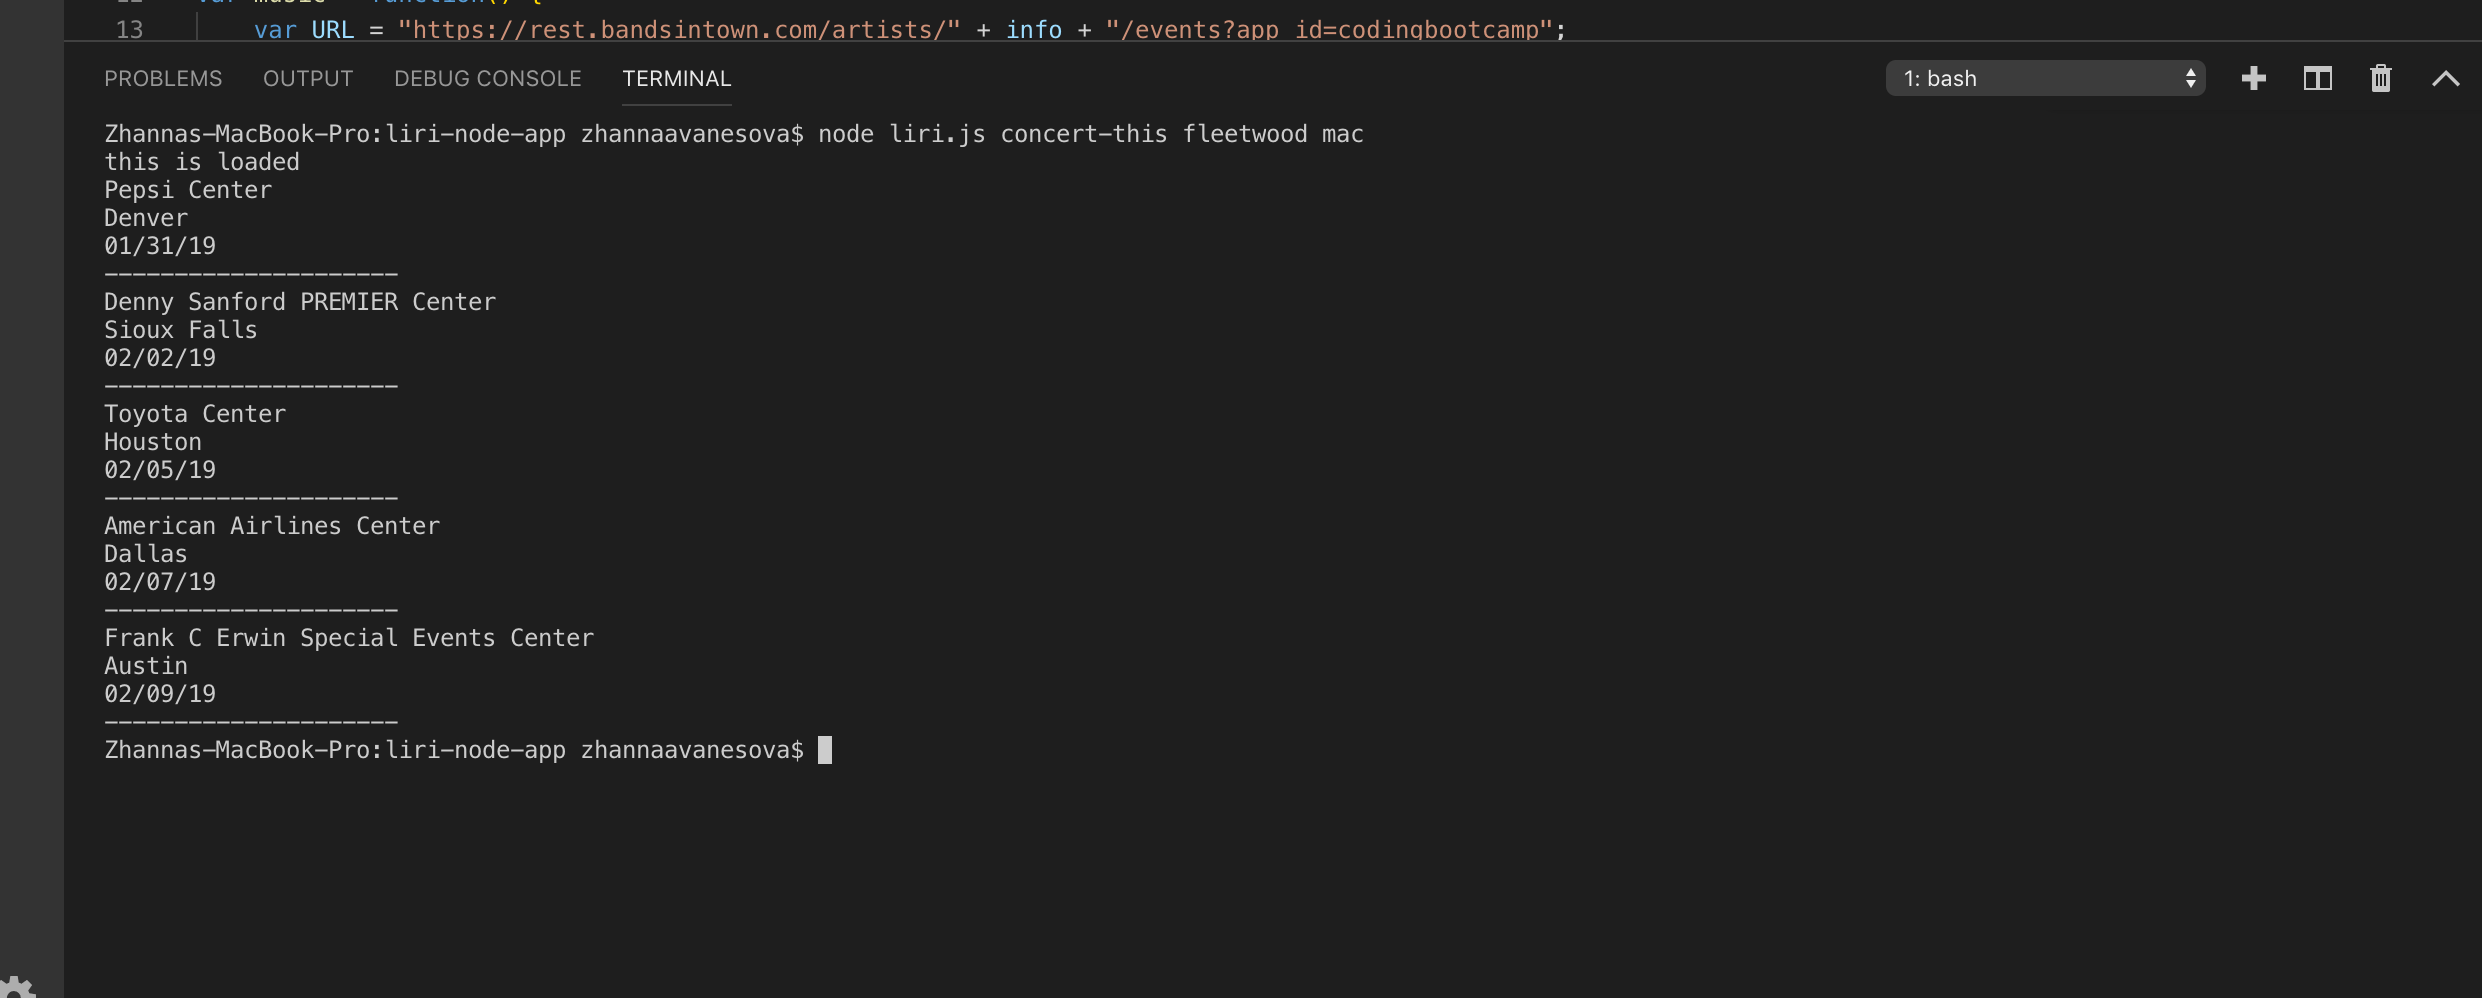 13 var URL = "https://rest.bandsintown.com/artists/" + info + "/events?app_id=codingbootcamp";
PROBLEMS OUTPUT DEBUG CONSOLE TERMINAL 1: bash
Zhannas-MacBook-Pro:liri-node-app zhannaavanesova$ node liri.js concert-this fleetwood mac
this is loaded
Pepsi Center
Denver
01/31/19
---------------------
Denny Sanford PREMIER Center
Sioux Falls
02/02/19
---------------------
Toyota Center
Houston
02/05/19
---------------------
American Airlines Center
Dallas
02/07/19
---------------------
Frank C Erwin Special Events Center
Austin
02/09/19
---------------------
Zhannas-MacBook-Pro:liri-node-app zhannaavanesova$